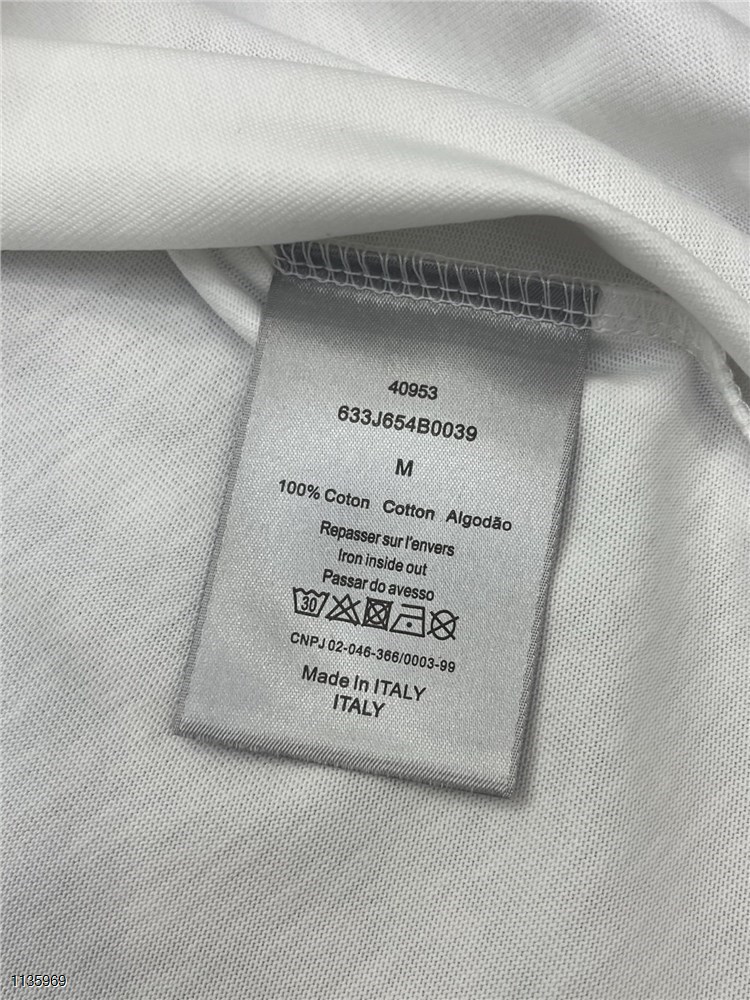 40953
633J654B0039
M
100% Coton Cotton Algodão
Repasser sur l'envers
Iron inside out
Passar do avesso
30
CNPJ 02-046-366/0003-99
Made In ITALY
ITALY
1135969